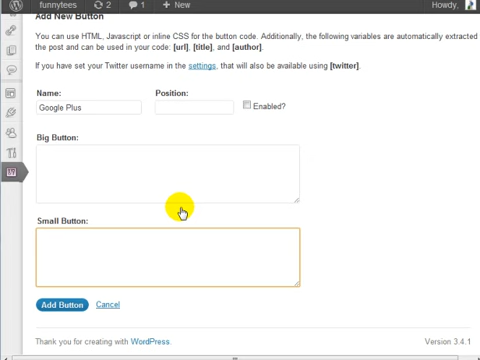 funnytees 2 1 + New Howdy,
Add New Button
You can use HTML, Javascript or inline CSS for the button code. Additionally, the following variables are automatically extracted
the post and can be used in your code: [url], [title], and [author].
If you have set your Twitter username in the settings, that will also be available using [twitter].
Name: Position:
Google Plus Enabled?
Big Button:
Small Button:
Add Button Cancel
Thank you for creating with WordPress. Version 3.4.1